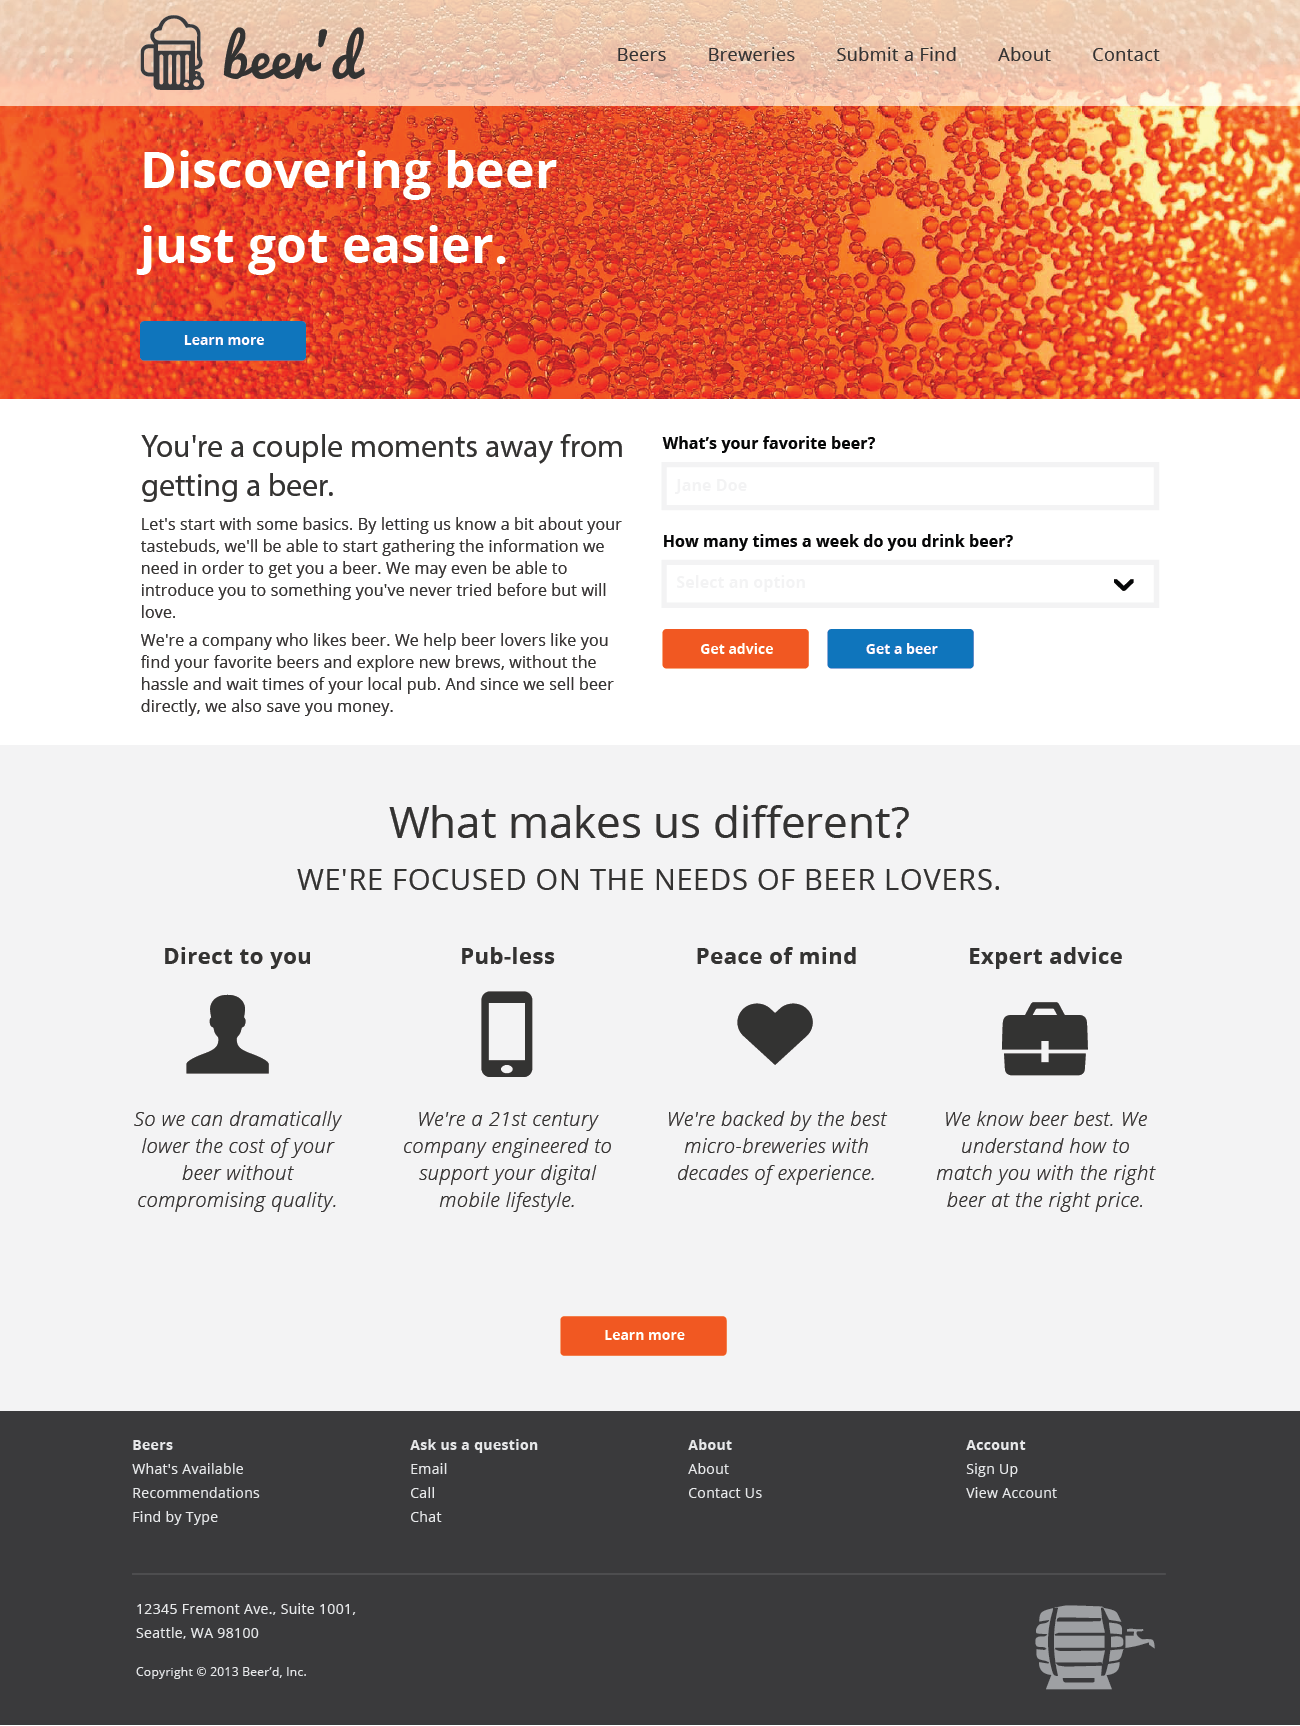 beer'd
Beers
Breweries
Submit a Find
About
Contact
Discovering beer
just got easier.
Learn more
You're a couple moments away from
getting a beer.
Let's start with some basics. By letting us know a bit about your
tastebuds, we'll be able to start gathering the information we
need in order to get you a beer. We may even be able to
introduce you to something you've never tried before but will
love.
We're a company who likes beer. We help beer lovers like you
find your favorite beers and explore new brews, without the
hassle and wait times of your local pub. And since we sell beer
directly, we also save you money.
What's your favorite beer?
Jane Doe
How many times a week do you drink beer?
Select an option
Get advice
Get a beer
What makes us different?
WE'RE FOCUSED ON THE NEEDS OF BEER LOVERS.
Direct to you
So we can dramatically
lower the cost of your
beer without
compromising quality.
Pub-less
We're a 21st century
company engineered to
support your digital
mobile lifestyle.
Peace of mind
We're backed by the best
micro-breweries with
decades of experience.
Expert advice
We know beer best. We
understand how to
match you with the right
beer at the right price.
Learn more
Beers
What's Available
Recommendations
Find by Type
Ask us a question
Email
Call
Chat
About
About
Contact Us
Account
Sign Up
View Account
12345 Fremont Ave., Suite 1001,
Seattle, WA 98100
Copyright © 2013 Beer'd, Inc.